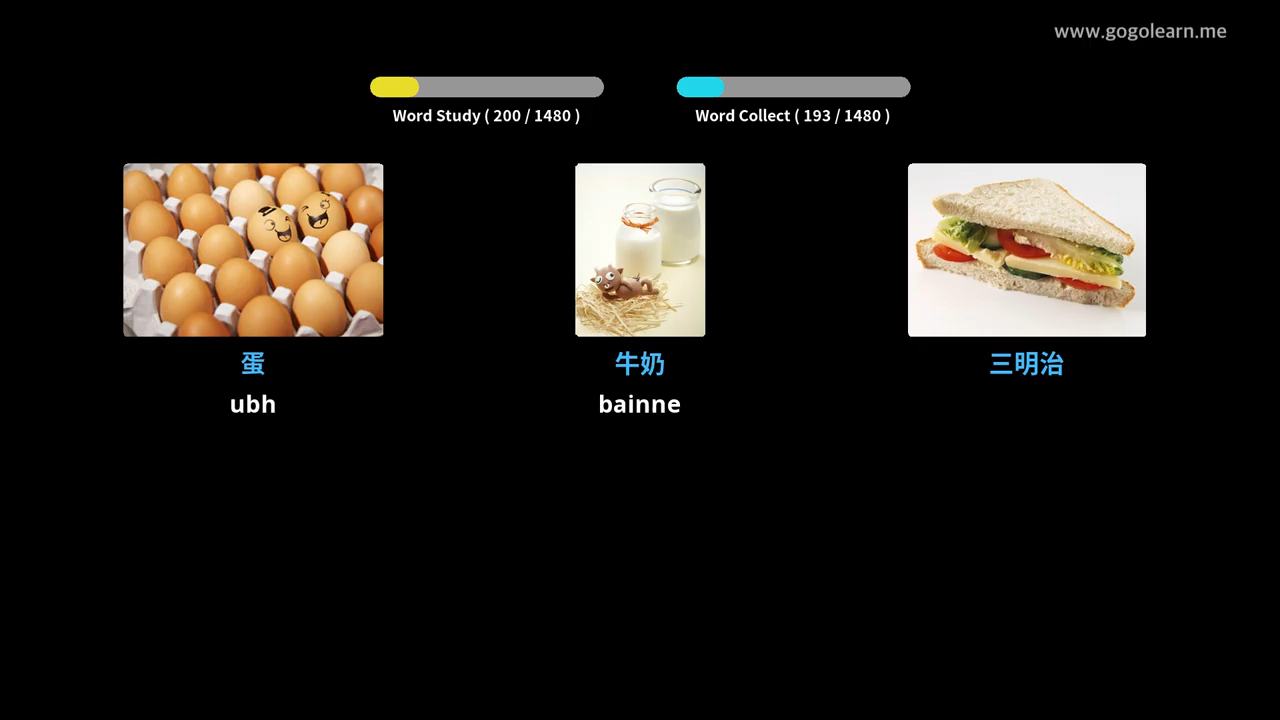 www.gogolearn.me
Word Study ( 200 / 1480 )
Word Collect ( 193 / 1480 )
蛋
牛奶
三明治
ubh
bainne